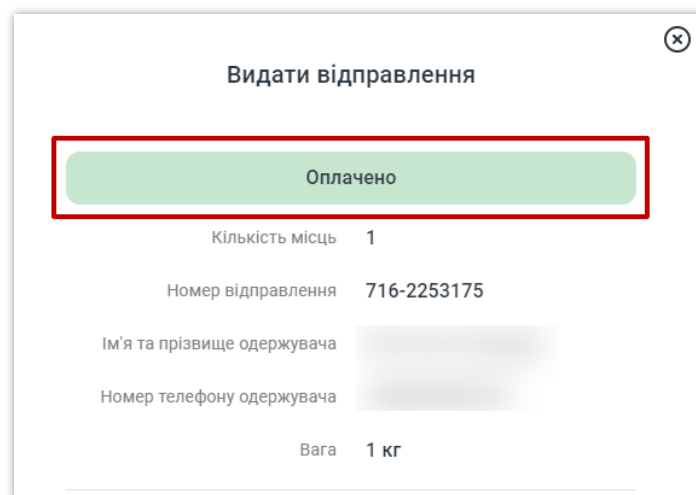 Видати відправлення
Оплачено
Кількість місць 1
Номер відправлення 716-2253175
Ім'я та прізвище одержувача
Номер телефону одержувача
Вага 1 кг